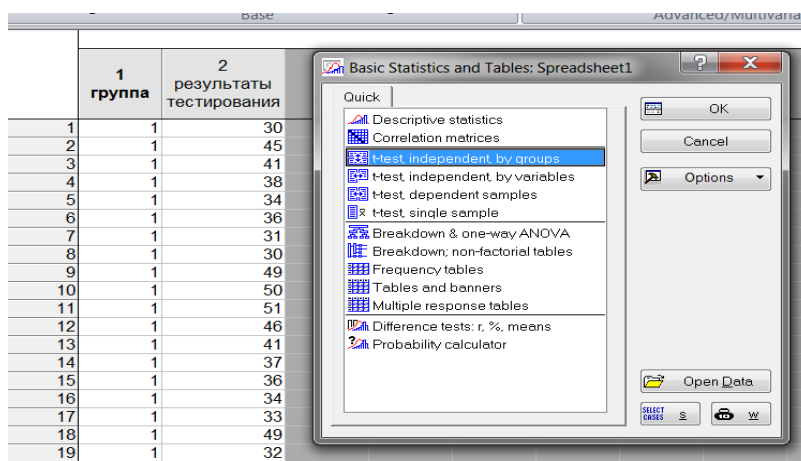 Base
Advanced/Multivaria
1
группа
2
результаты
тестирования
1 1 30
2 1 45
3 1 41
4 1 38
5 1 34
6 1 36
7 1 31
8 1 30
9 1 49
10 1 50
11 1 51
12 1 46
13 1 41
14 1 37
15 1 36
16 1 34
17 1 33
18 1 49
19 1 32
Basic Statistics and Tables: Spreadsheet1
? X
Quick
Descriptive statistics
Correlation matrices
t-test, independent, by groups
t-test, independent, by variables
t-test, dependent samples
t-test, single sample
Breakdown & one-way ANOVA
Breakdown; non-factorial tables
Frequency tables
Tables and banners
Multiple response tables
Difference tests: r, %, means
Probability calculator
OK
Cancel
Options
Open Data
SELECT CASES S W